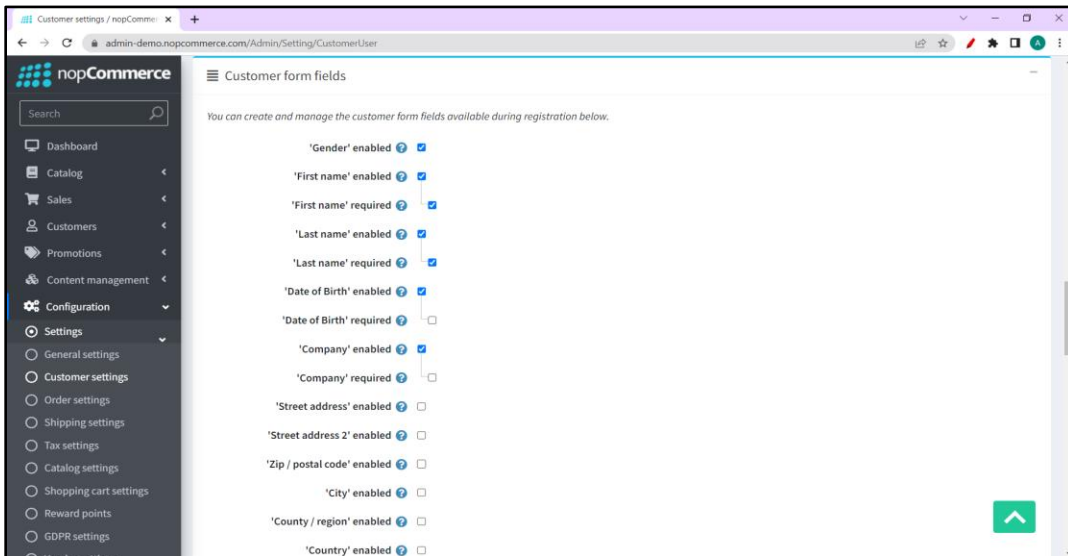 Customer settings / nopComme
admin-demo.nopcommerce.com/Admin/Setting/CustomerUser
A
nopCommerce
Customer form fields
Search
You can create and manage the customer form fields available during registration below.
Dashboard
Catalog
Sales
Customers
Promotions
Content management
Configuration
Settings
General settings
Customer settings
Order settings
Shipping settings
Tax settings
Catalog settings
Shopping cart settings
Reward points
GDPR settings
'Gender' enabled ?
'First name' enabled ?
'First name' required ?
'Last name' enabled ?
'Last name' required ?
'Date of Birth' enabled ?
'Date of Birth' required ?
'Company' enabled ?
'Company' required ?
'Street address' enabled ?
'Street address 2' enabled ?
'Zip / postal code' enabled ?
'City' enabled ?
'County / region' enabled ?
'Country' enabled ?